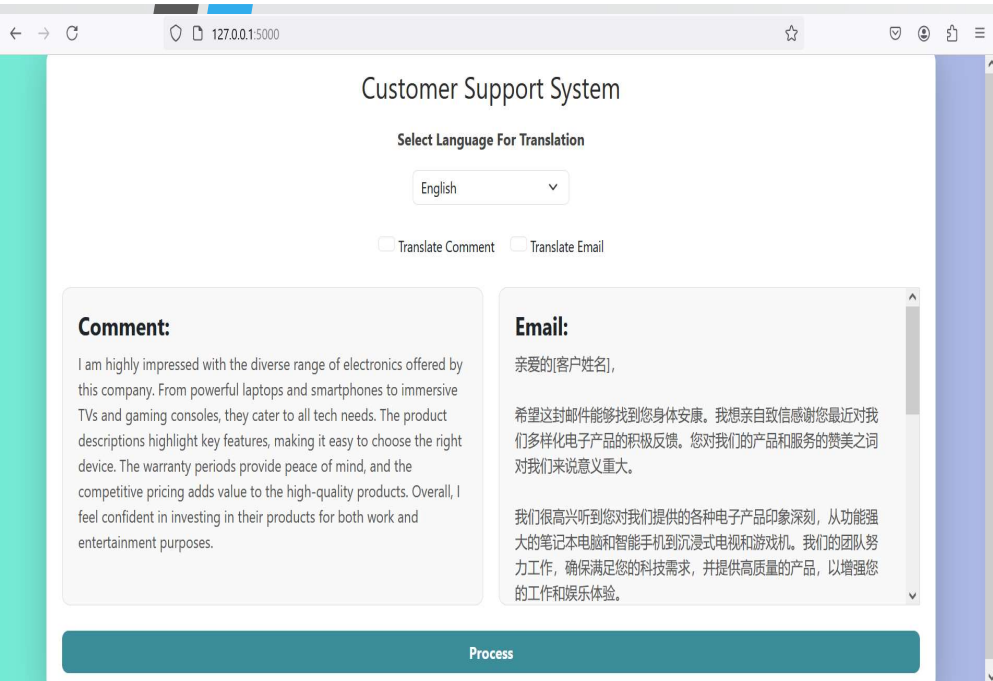 127.0.0.1:5000
Customer Support System
Select Language For Translation
English
Translate Comment
Translate Email
Comment:
I am highly impressed with the diverse range of electronics offered by
this company. From powerful laptops and smartphones to immersive
TVs and gaming consoles, they cater to all tech needs. The product
descriptions highlight key features, making it easy to choose the right
device. The warranty periods provide peace of mind, and the
competitive pricing adds value to the high-quality products. Overall, I
feel confident in investing in their products for both work and
entertainment purposes.
Email:
亲爱的[客户姓名],
希望这封邮件能够找到您身体安康。我想亲自致信感谢您最近对我
们多样化电子产品的积极反馈。您对我们的产品和服务的赞美之词
对我们来说意义重大。
我们很高兴听到您对我们提供的各种电子产品印象深刻，从功能强
大的笔记本电脑和智能手机到沉浸式电视和游戏机。我们的团队努
力工作，确保满足您的科技需求，并提供高质量的产品，以增强您
的工作和娱乐体验。
Process